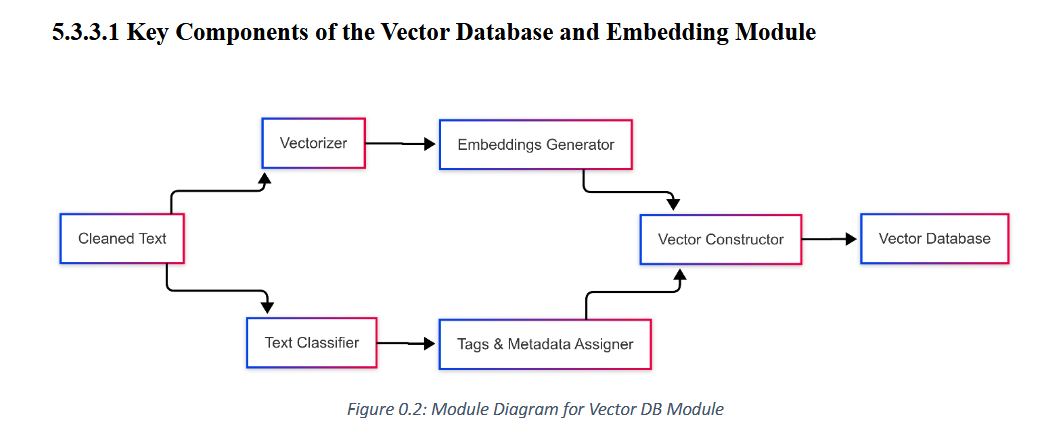 5.3.3.1 Key Components of the Vector Database and Embedding Module
Vectorizer
Embeddings Generator
Cleaned Text
Vector Constructor
Vector Database
Text Classifier
Tags & Metadata Assigner
Figure 0.2: Module Diagram for Vector DB Module